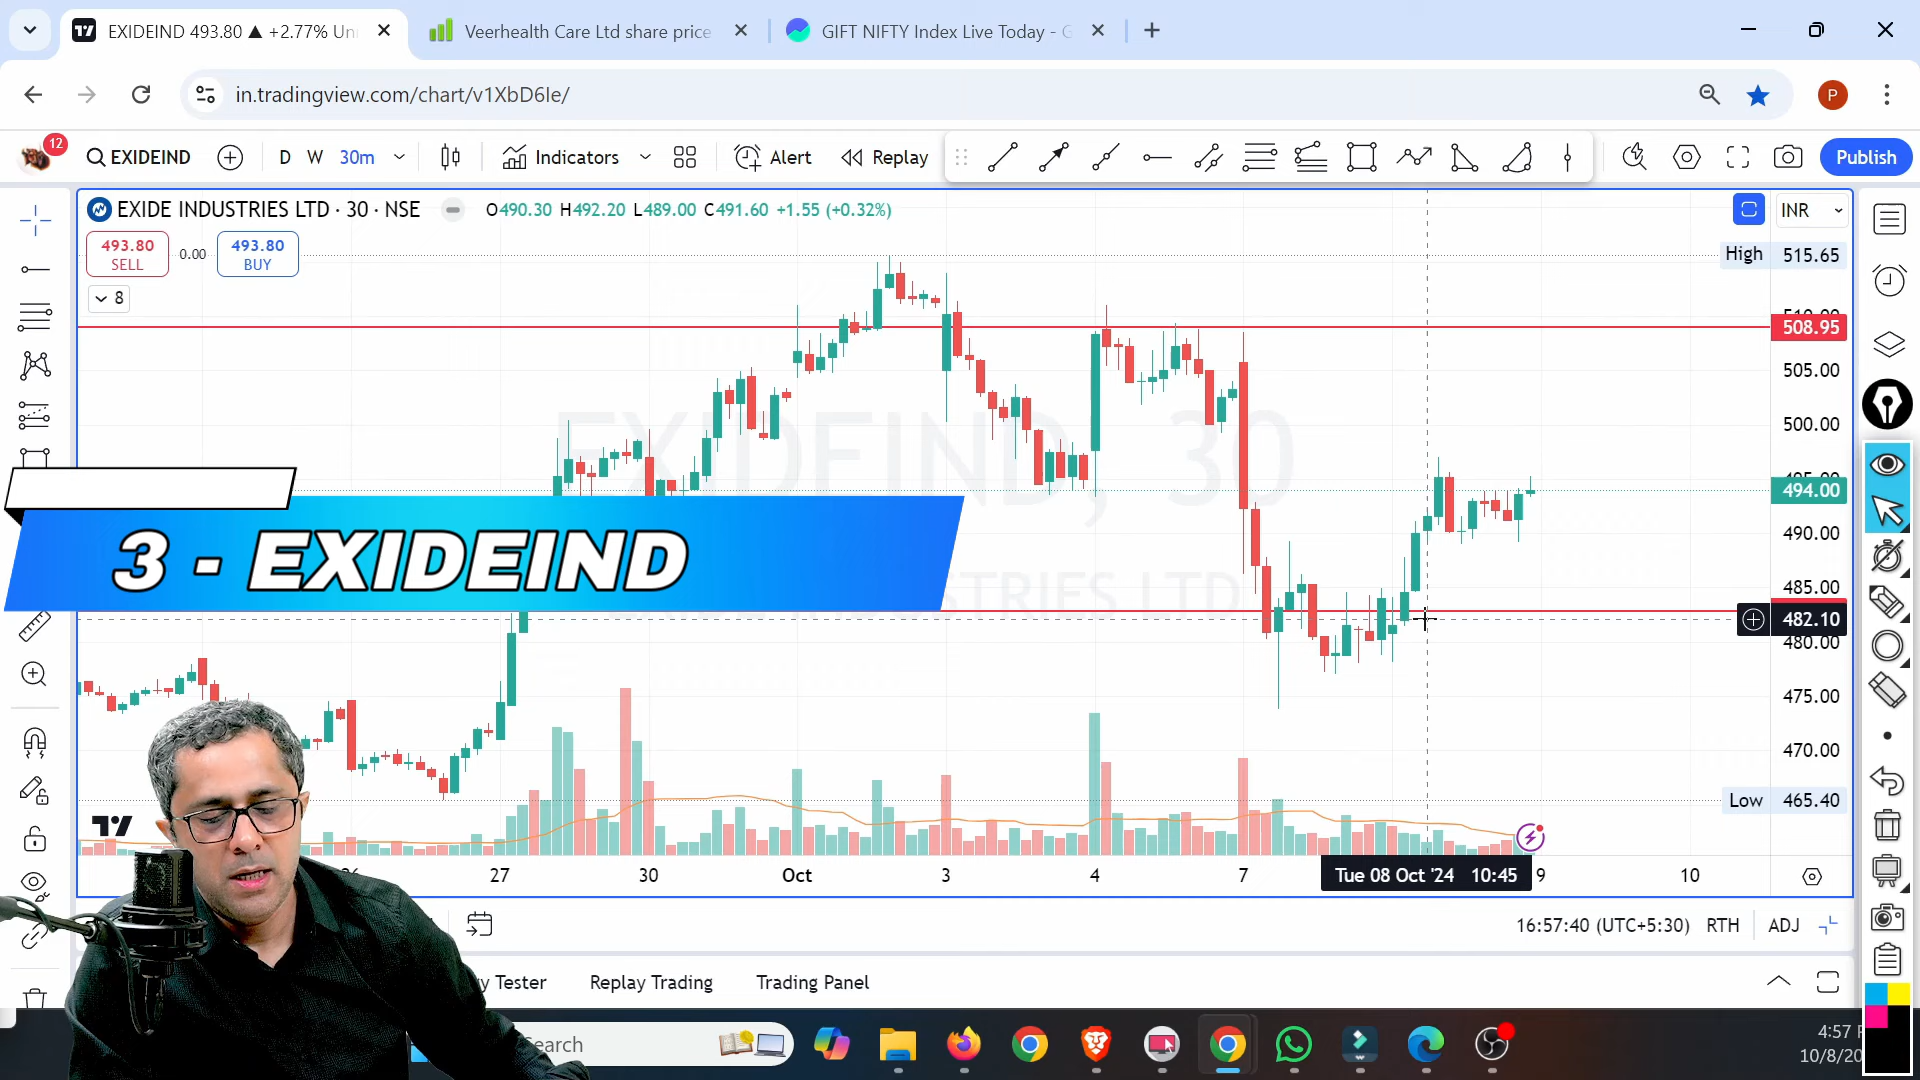 EXIDEIND 493.80 ▲ +2.77% Un
Veerhealth Care Ltd share price
GIFT NIFTY Index Live Today - G
in.tradingview.com/chart/v1XbD6Ie/
P
12
EXIDEIND
D W 30m
Indicators
Alert
Replay
Publish
EXIDE INDUSTRIES LTD · 30 · NSE
O490.30 H492.20 L489.00 C491.60 +1.55 (+0.32%)
INR
493.80
SELL
0.00
493.80
BUY
8
High 515.65
508.95
505.00
500.00
EXIDEIND, 30
495.00
494.00
490.00
485.00
482.10
480.00
475.00
470.00
Low 465.40
3 - EXIDEIND
27 30 Oct 3 4 7
Tue 08 Oct '24 10:45
9 10
16:57:40 (UTC+5:30) RTH ADJ
Tester
Replay Trading
Trading Panel
4:57
10/8/20